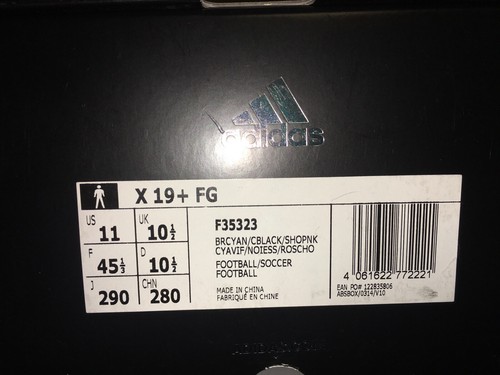 adidas
X 19+ FG
US 11
UK 10½
F 45⅓
D 10½
J 290
CHN 280
F35323
BRCYAN/CBLACK/SHOPNK
CYAVIF/NOIESS/ROSCHO
FOOTBALL/SOCCER
FOOTBALL
MADE IN CHINA
FABRIQUÉ EN CHINE
4 061622 772221
EAN PO# 122835806
ABSBOX/0314/V10